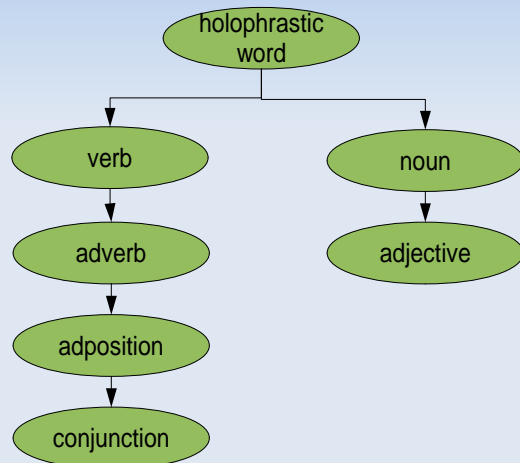 holophrastic
word
verb
noun
adverb
adjective
adposition
conjunction